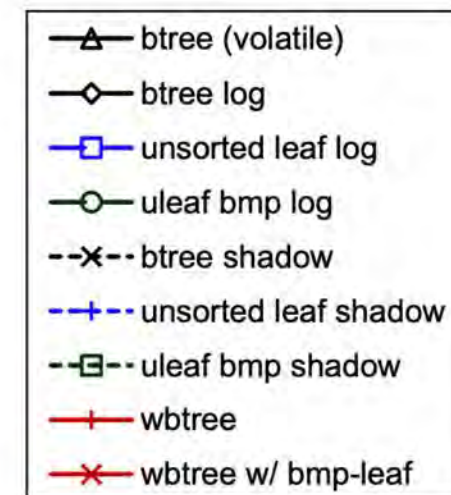 btree (volatile)
btree log
unsorted leaf log
uleaf bmp log
btree shadow
unsorted leaf shadow
uleaf bmp shadow
wbtree
wbtree w/ bmp-leaf